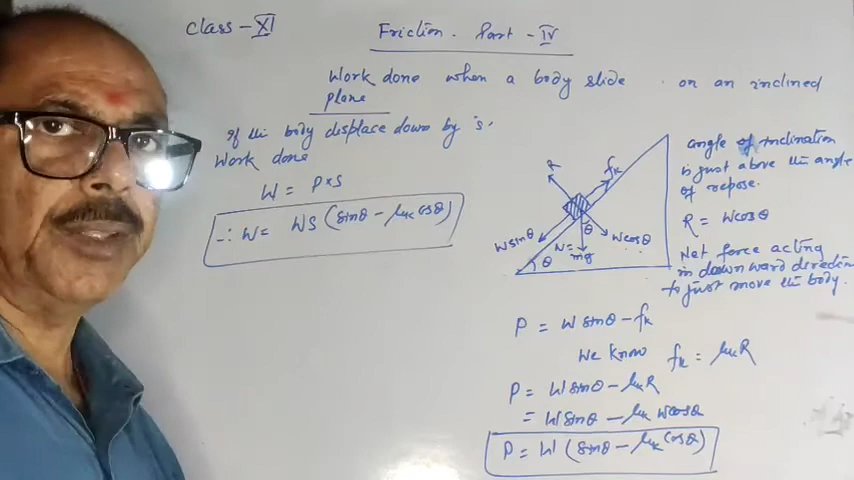 Class - XI
Friction. Part - IV
Work done when a body slide on an inclined
plane
If the body displace down by 's'.
Work done
W = P×S
∴ W = WS (sinθ - μₖ cosθ)
R
fₖ
W sinθ
θ
W cosθ
W =
mg
θ
angle of inclination
is just above the angle
of repose.
R = W cosθ
Net force acting
in downward direction
to just move the body.
P = W sinθ - fₖ
We know fₖ = μₖR
P = W sinθ - μₖR
= W sinθ - μₖ W cosθ
P = W (sinθ - μₖ cosθ)